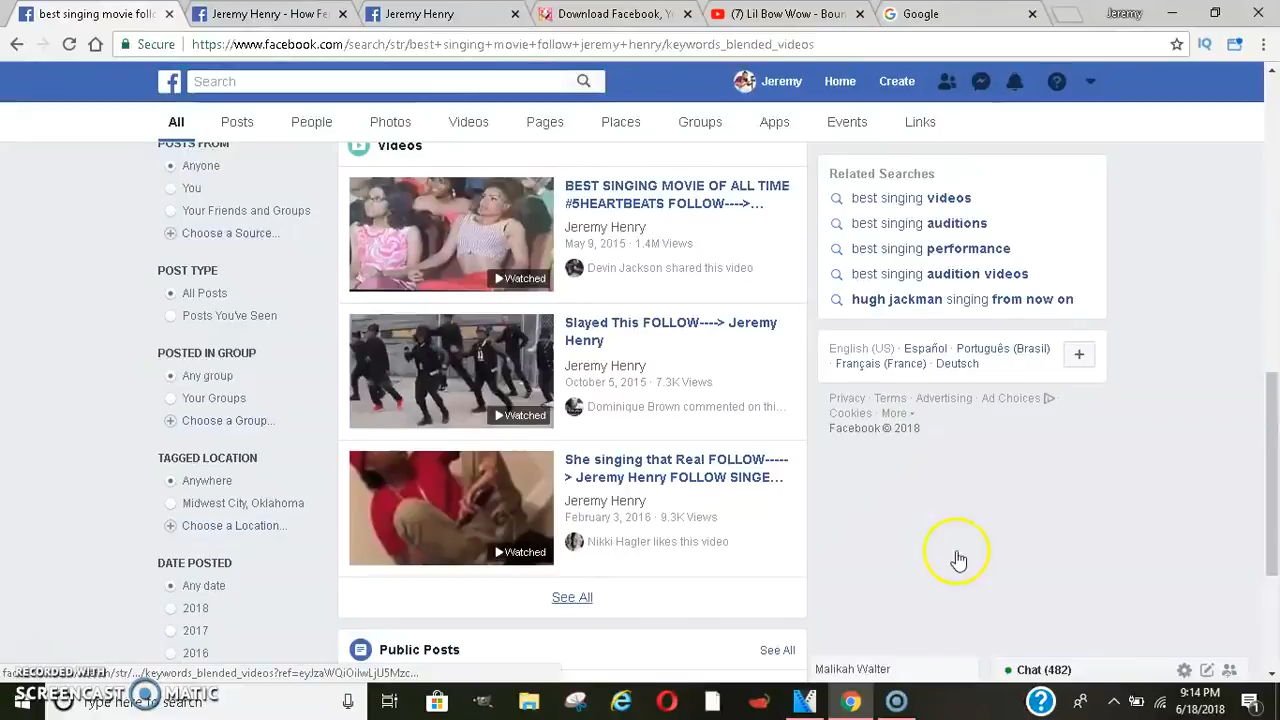 best singing movie follo
Jeremy Henry - How Fe
Jeremy Henry
Download Facebook, Y
(7) Lil Bow Wow - Boun
Google
Jeremy
Secure
https://www.facebook.com/search/str/best+singing+movie+follow+jeremy+henry/keywords_blended_videos
Search
Jeremy
Home
Create
All
Posts
People
Photos
Videos
Pages
Places
Groups
Apps
Events
Links
POSTS FROM
Anyone
You
Your Friends and Groups
Choose a Source...
POST TYPE
All Posts
Posts You've Seen
POSTED IN GROUP
Any group
Your Groups
Choose a Group...
TAGGED LOCATION
Anywhere
Midwest City, Oklahoma
Choose a Location...
DATE POSTED
Any date
2018
2017
2016
Videos
BEST SINGING MOVIE OF ALL TIME
#5HEARTBEATS FOLLOW---->...
Jeremy Henry
May 9, 2015 · 1.4M Views
Devin Jackson shared this video
Watched
Slayed This FOLLOW----> Jeremy
Henry
Jeremy Henry
October 5, 2015 · 7.3K Views
Dominique Brown commented on thi...
Watched
She singing that Real FOLLOW-----
> Jeremy Henry FOLLOW SINGE...
Jeremy Henry
February 3, 2016 · 9.3K Views
Nikki Hagler likes this video
Watched
See All
Public Posts
See All
Related Searches
best singing videos
best singing auditions
best singing performance
best singing audition videos
hugh jackman singing from now on
English (US) · Español · Português (Brasil)
· Français (France) · Deutsch
Privacy · Terms · Advertising · Ad Choices ·
Cookies · More
Facebook © 2018
Malikah Walter
Chat (482)
RECORDED WITH
SCREENCAST MATIC
Type here to search
9:14 PM
6/18/2018